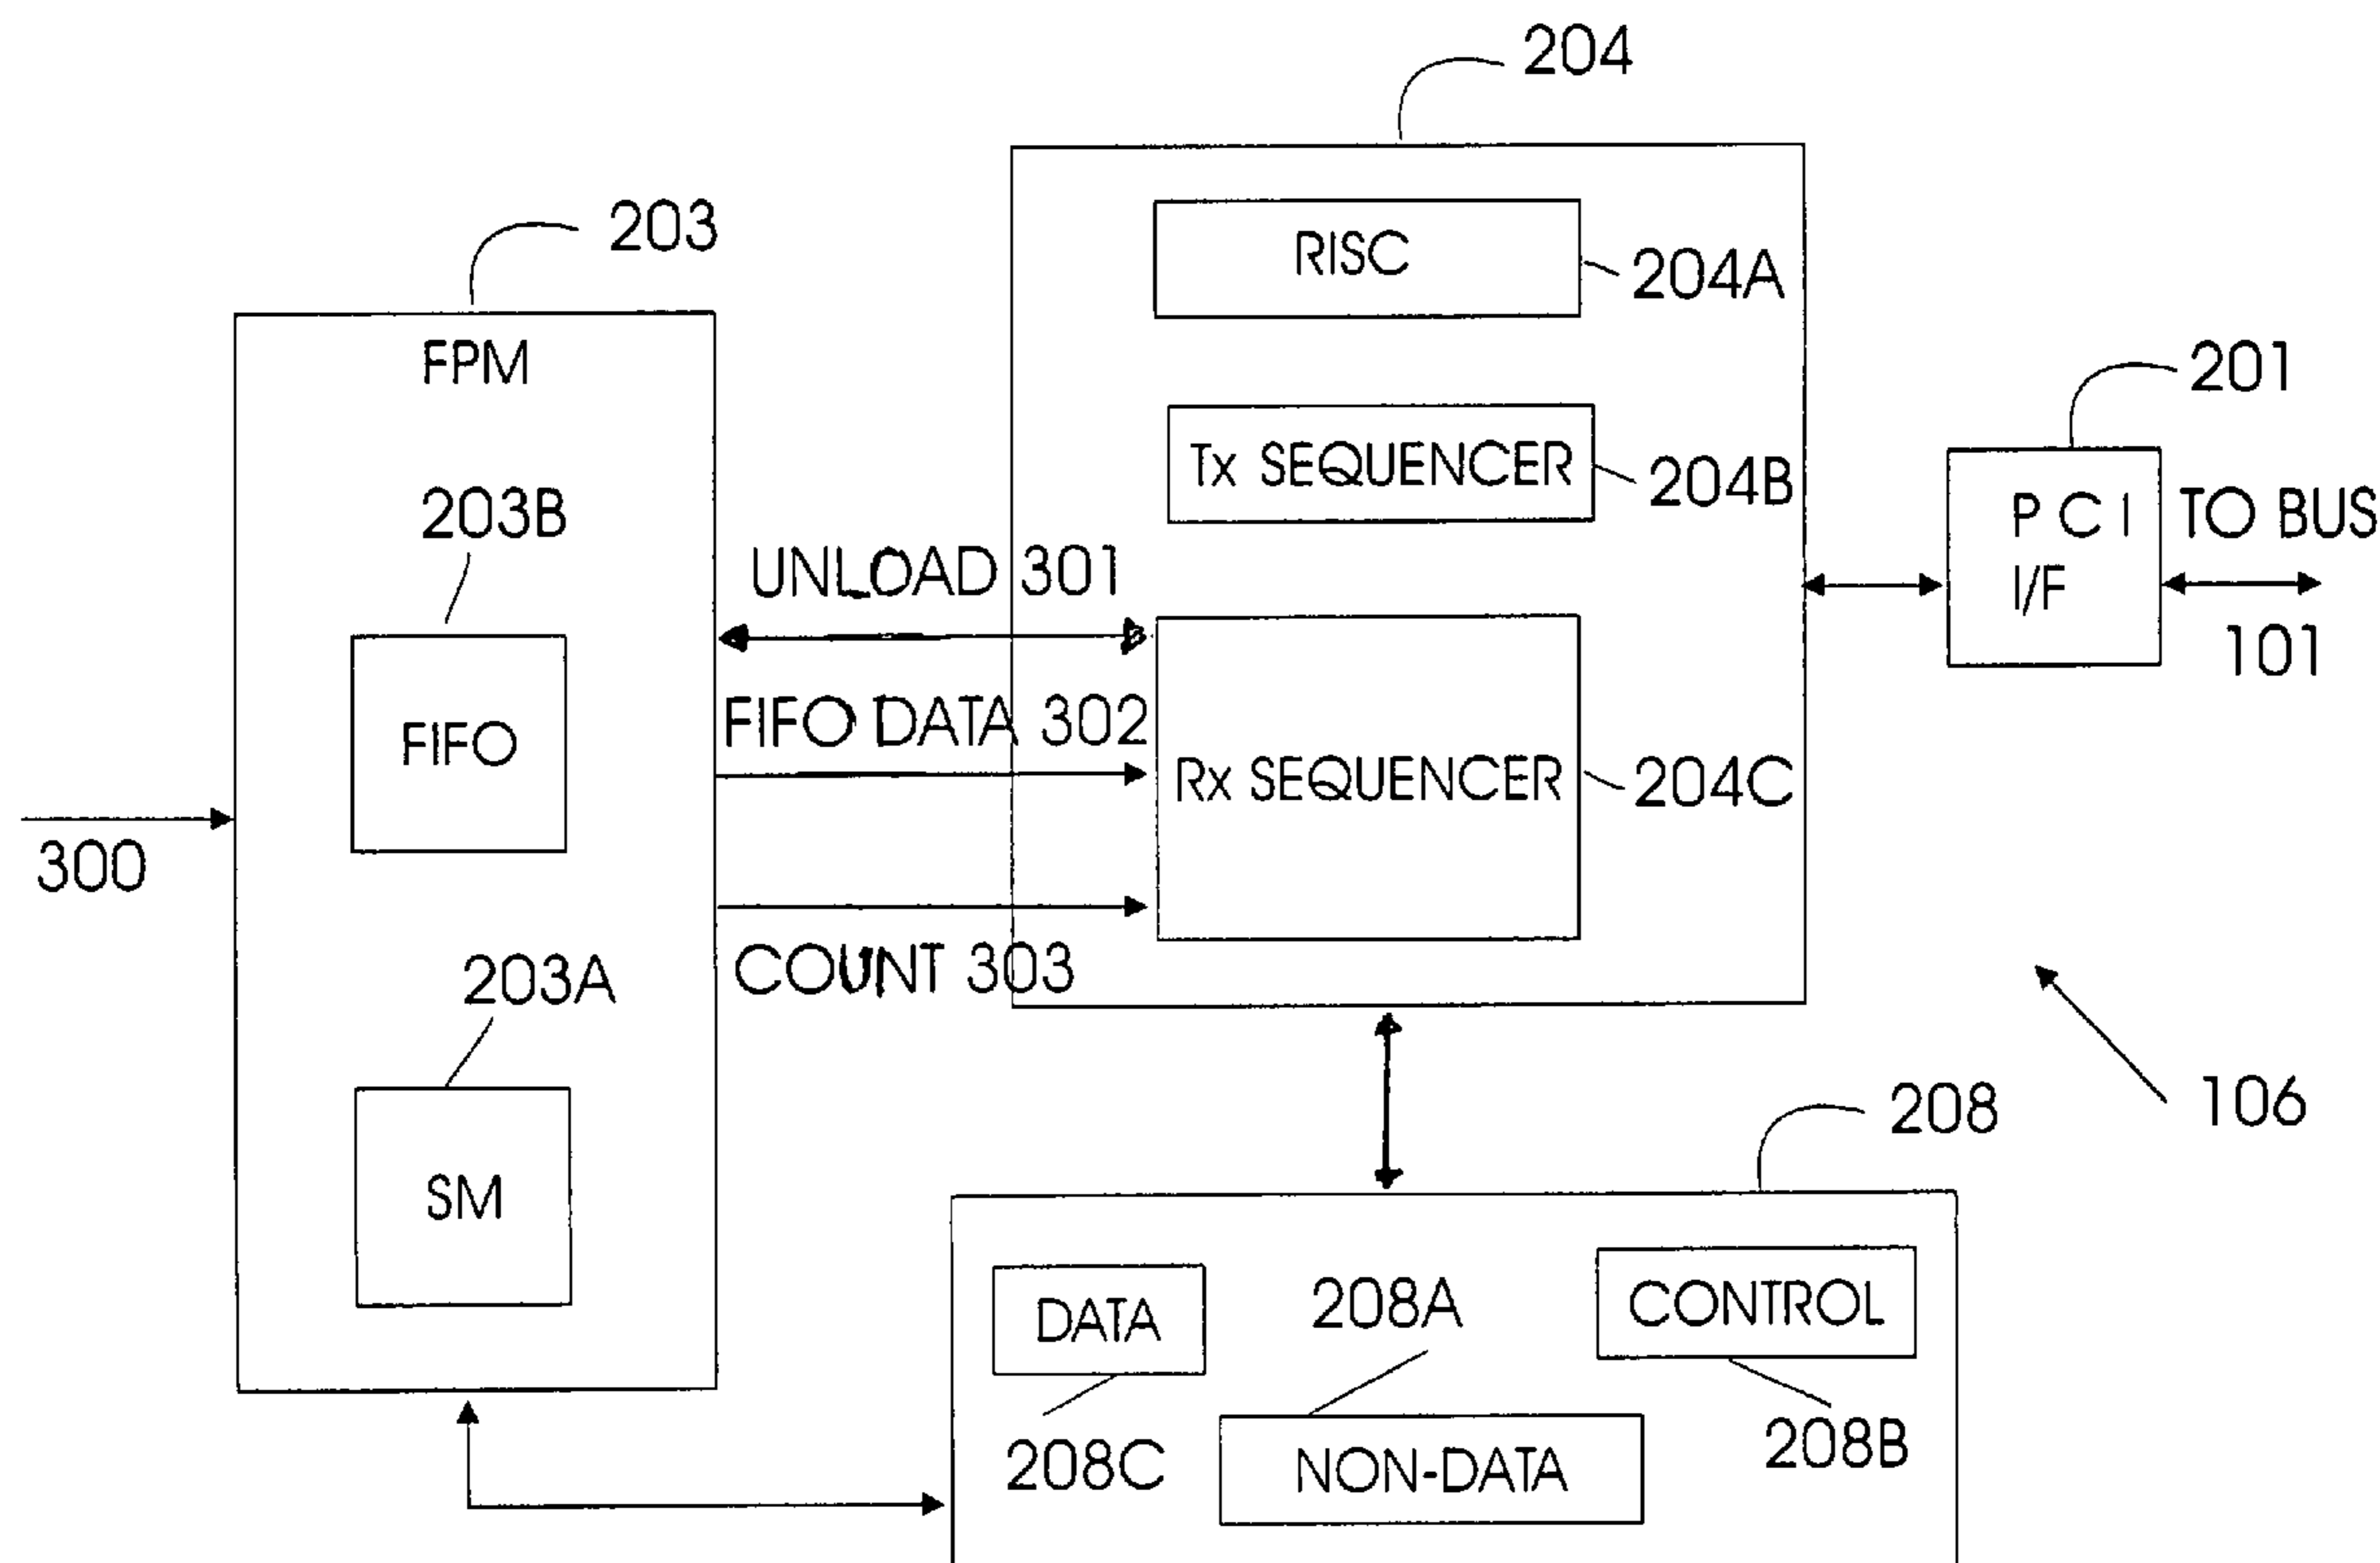 204
203
RISC
204A
FPM
201
Tx SEQUENCER
204B
203B
P C I
I/F
TO BUS
UNLOAD 301
101
FIFO DATA 302
FIFO
Rx SEQUENCER
204C
300
COUNT 303
203A
106
208
SM
DATA
208A
CONTROL
208C
NON-DATA
208B